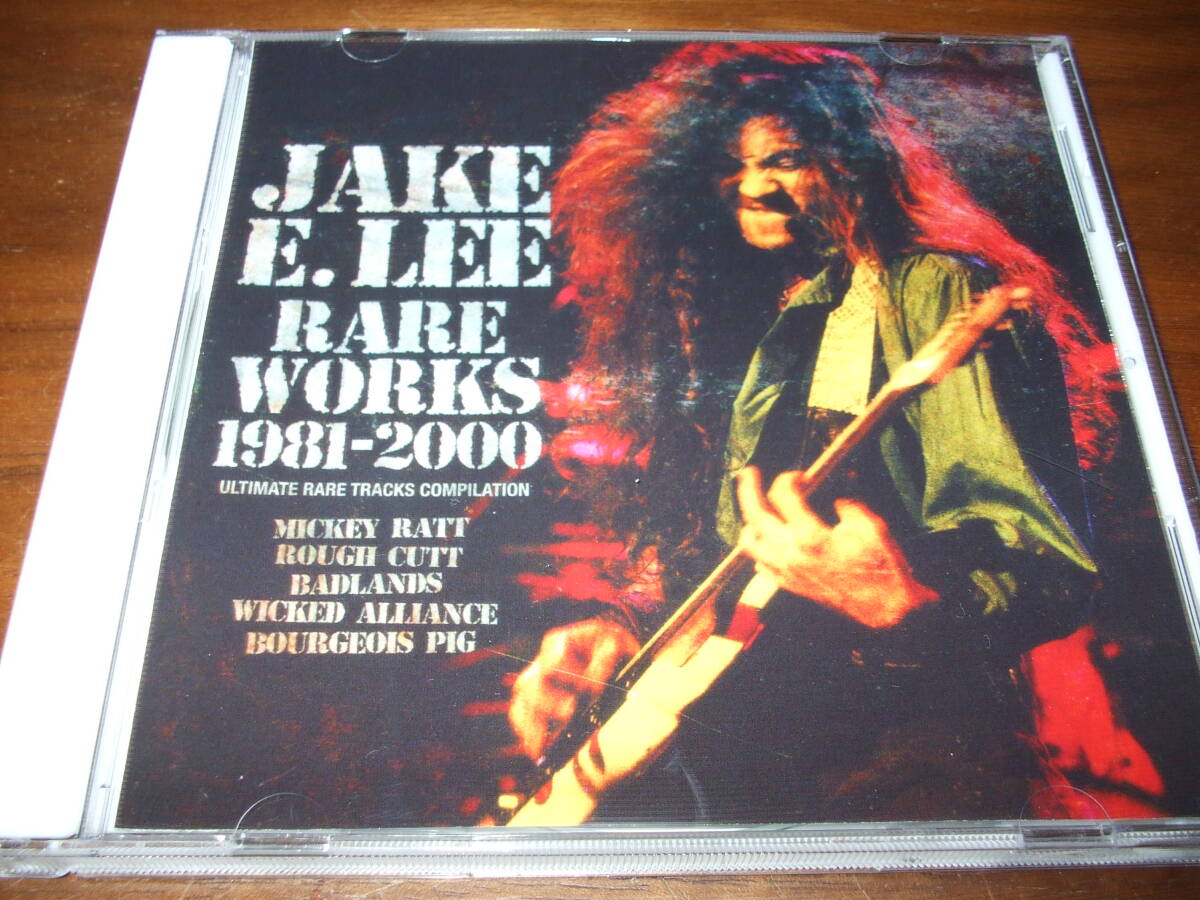 JAKE
E. LEE
RARE
WORKS
1981-2000
ULTIMATE RARE TRACKS COMPILATION
MICKEY RATT
ROUGH CUTT
BADLANDS
WICKED ALLIANCE
BOURGEOIS PIG